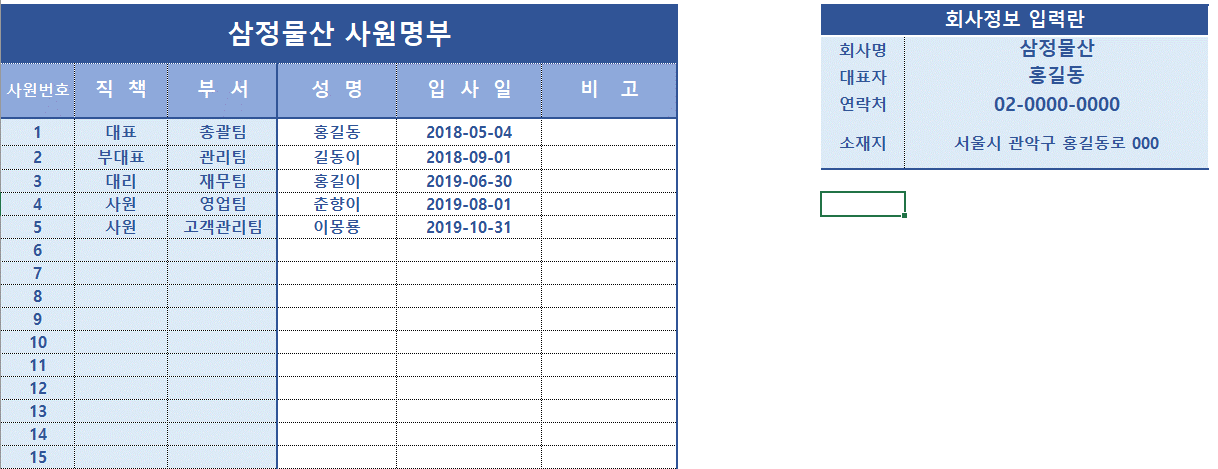 삼정물산 사원명부
사원번호 직 책 부 서 성 명 입 사 일 비 고
1 대표 총괄팀 홍길동 2018-05-04
2 부대표 관리팀 길동이 2018-09-01
3 대리 재무팀 홍길이 2019-06-30
4 사원 영업팀 춘향이 2019-08-01
5 사원 고객관리팀 이몽룡 2019-10-31
6
7
8
9
10
11
12
13
14
15
회사정보 입력란
회사명 삼정물산
대표자 홍길동
연락처 02-0000-0000
소재지 서울시 관악구 홍길동로 000